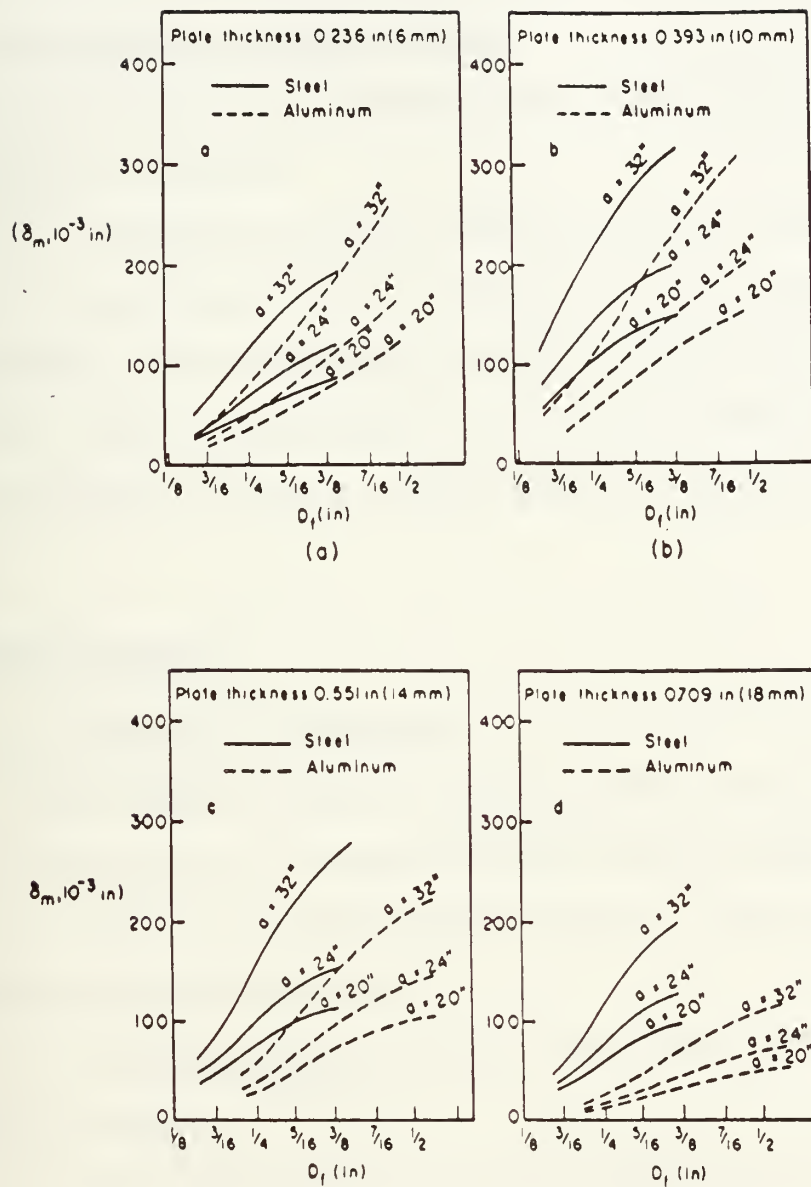 Plate thickness 0.236 in (6 mm)
400
Steel
Aluminum
300
a
(δm, 10⁻³ in)
200
100
0
a = 32"
a = 32"
a = 24"
a = 24"
a = 20"
a = 20"
1/8 3/16 1/4 5/16 3/8 7/16 1/2
Df (in)
(a)
Plate thickness 0.393 in (10 mm)
400
Steel
Aluminum
300
b
200
100
0
a = 32"
a = 32"
a = 24"
a = 24"
a = 20"
a = 20"
1/8 3/16 1/4 5/16 3/8 7/16 1/2
Df (in)
(b)
Plate thickness 0.551 in (14 mm)
400
Steel
Aluminum
c
300
δm, 10⁻³ in)
200
100
0
a = 32"
a = 32"
a = 24"
a = 24"
a = 20"
a = 20"
1/8 3/16 1/4 5/16 3/8 7/16 1/2
Df (in)
Plate thickness 0709 in (18 mm)
400
Steel
Aluminum
d
300
200
100
0
a = 32"
a = 24"
a = 20"
a = 32"
a = 24"
a = 20"
1/8 3/16 1/4 5/16 3/8 7/16 1/2
Df (in)